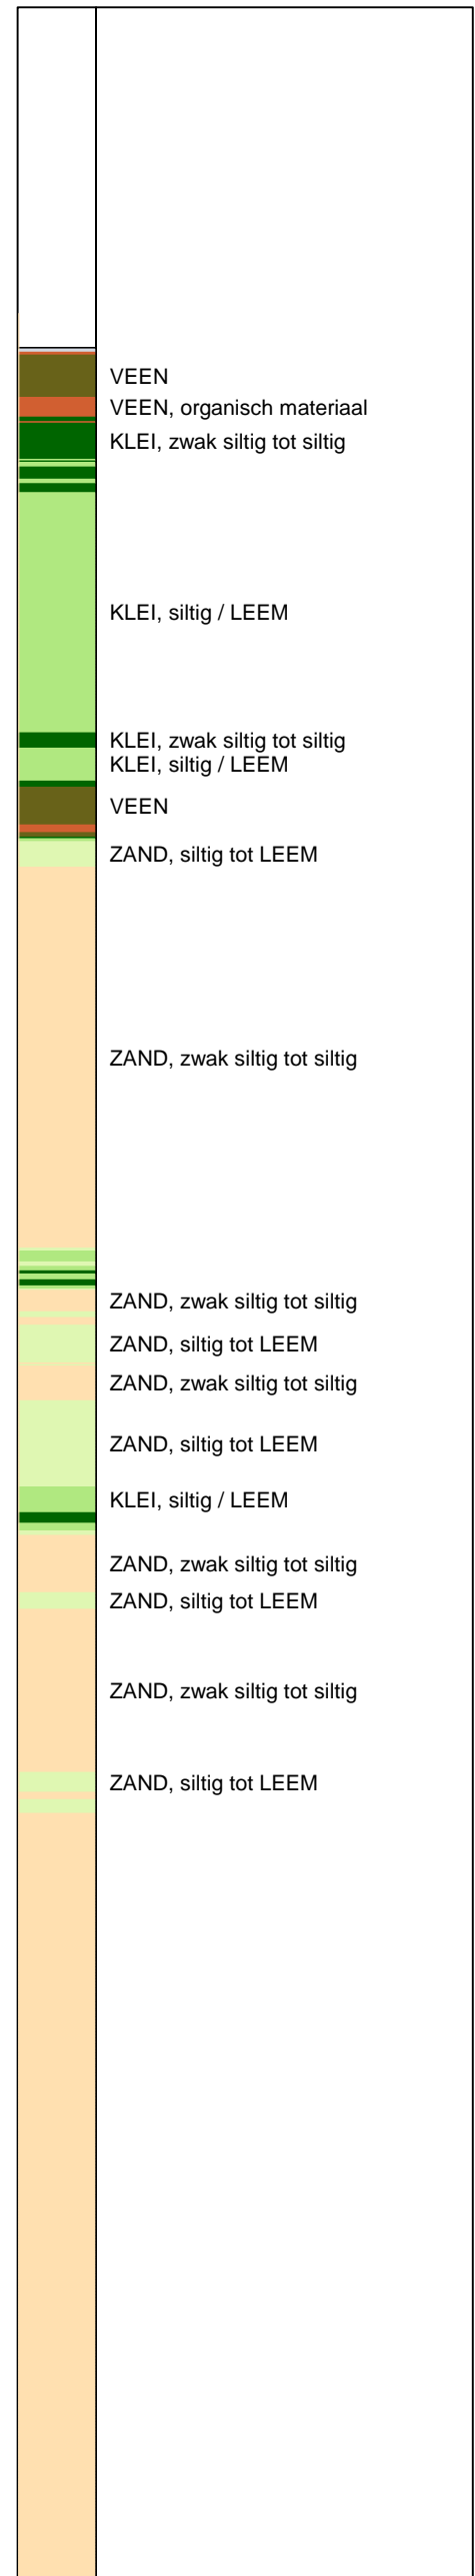 VEEN
VEEN, organisch materiaal
KLEI, zwak siltig tot siltig
KLEI, siltig / LEEM
KLEI, zwak siltig tot siltig
KLEI, siltig / LEEM
VEEN
ZAND, siltig tot LEEM
ZAND, zwak siltig tot siltig
ZAND, zwak siltig tot siltig
ZAND, siltig tot LEEM
ZAND, zwak siltig tot siltig
ZAND, siltig tot LEEM
KLEI, siltig / LEEM
ZAND, zwak siltig tot siltig
ZAND, siltig tot LEEM
ZAND, zwak siltig tot siltig
ZAND, siltig tot LEEM